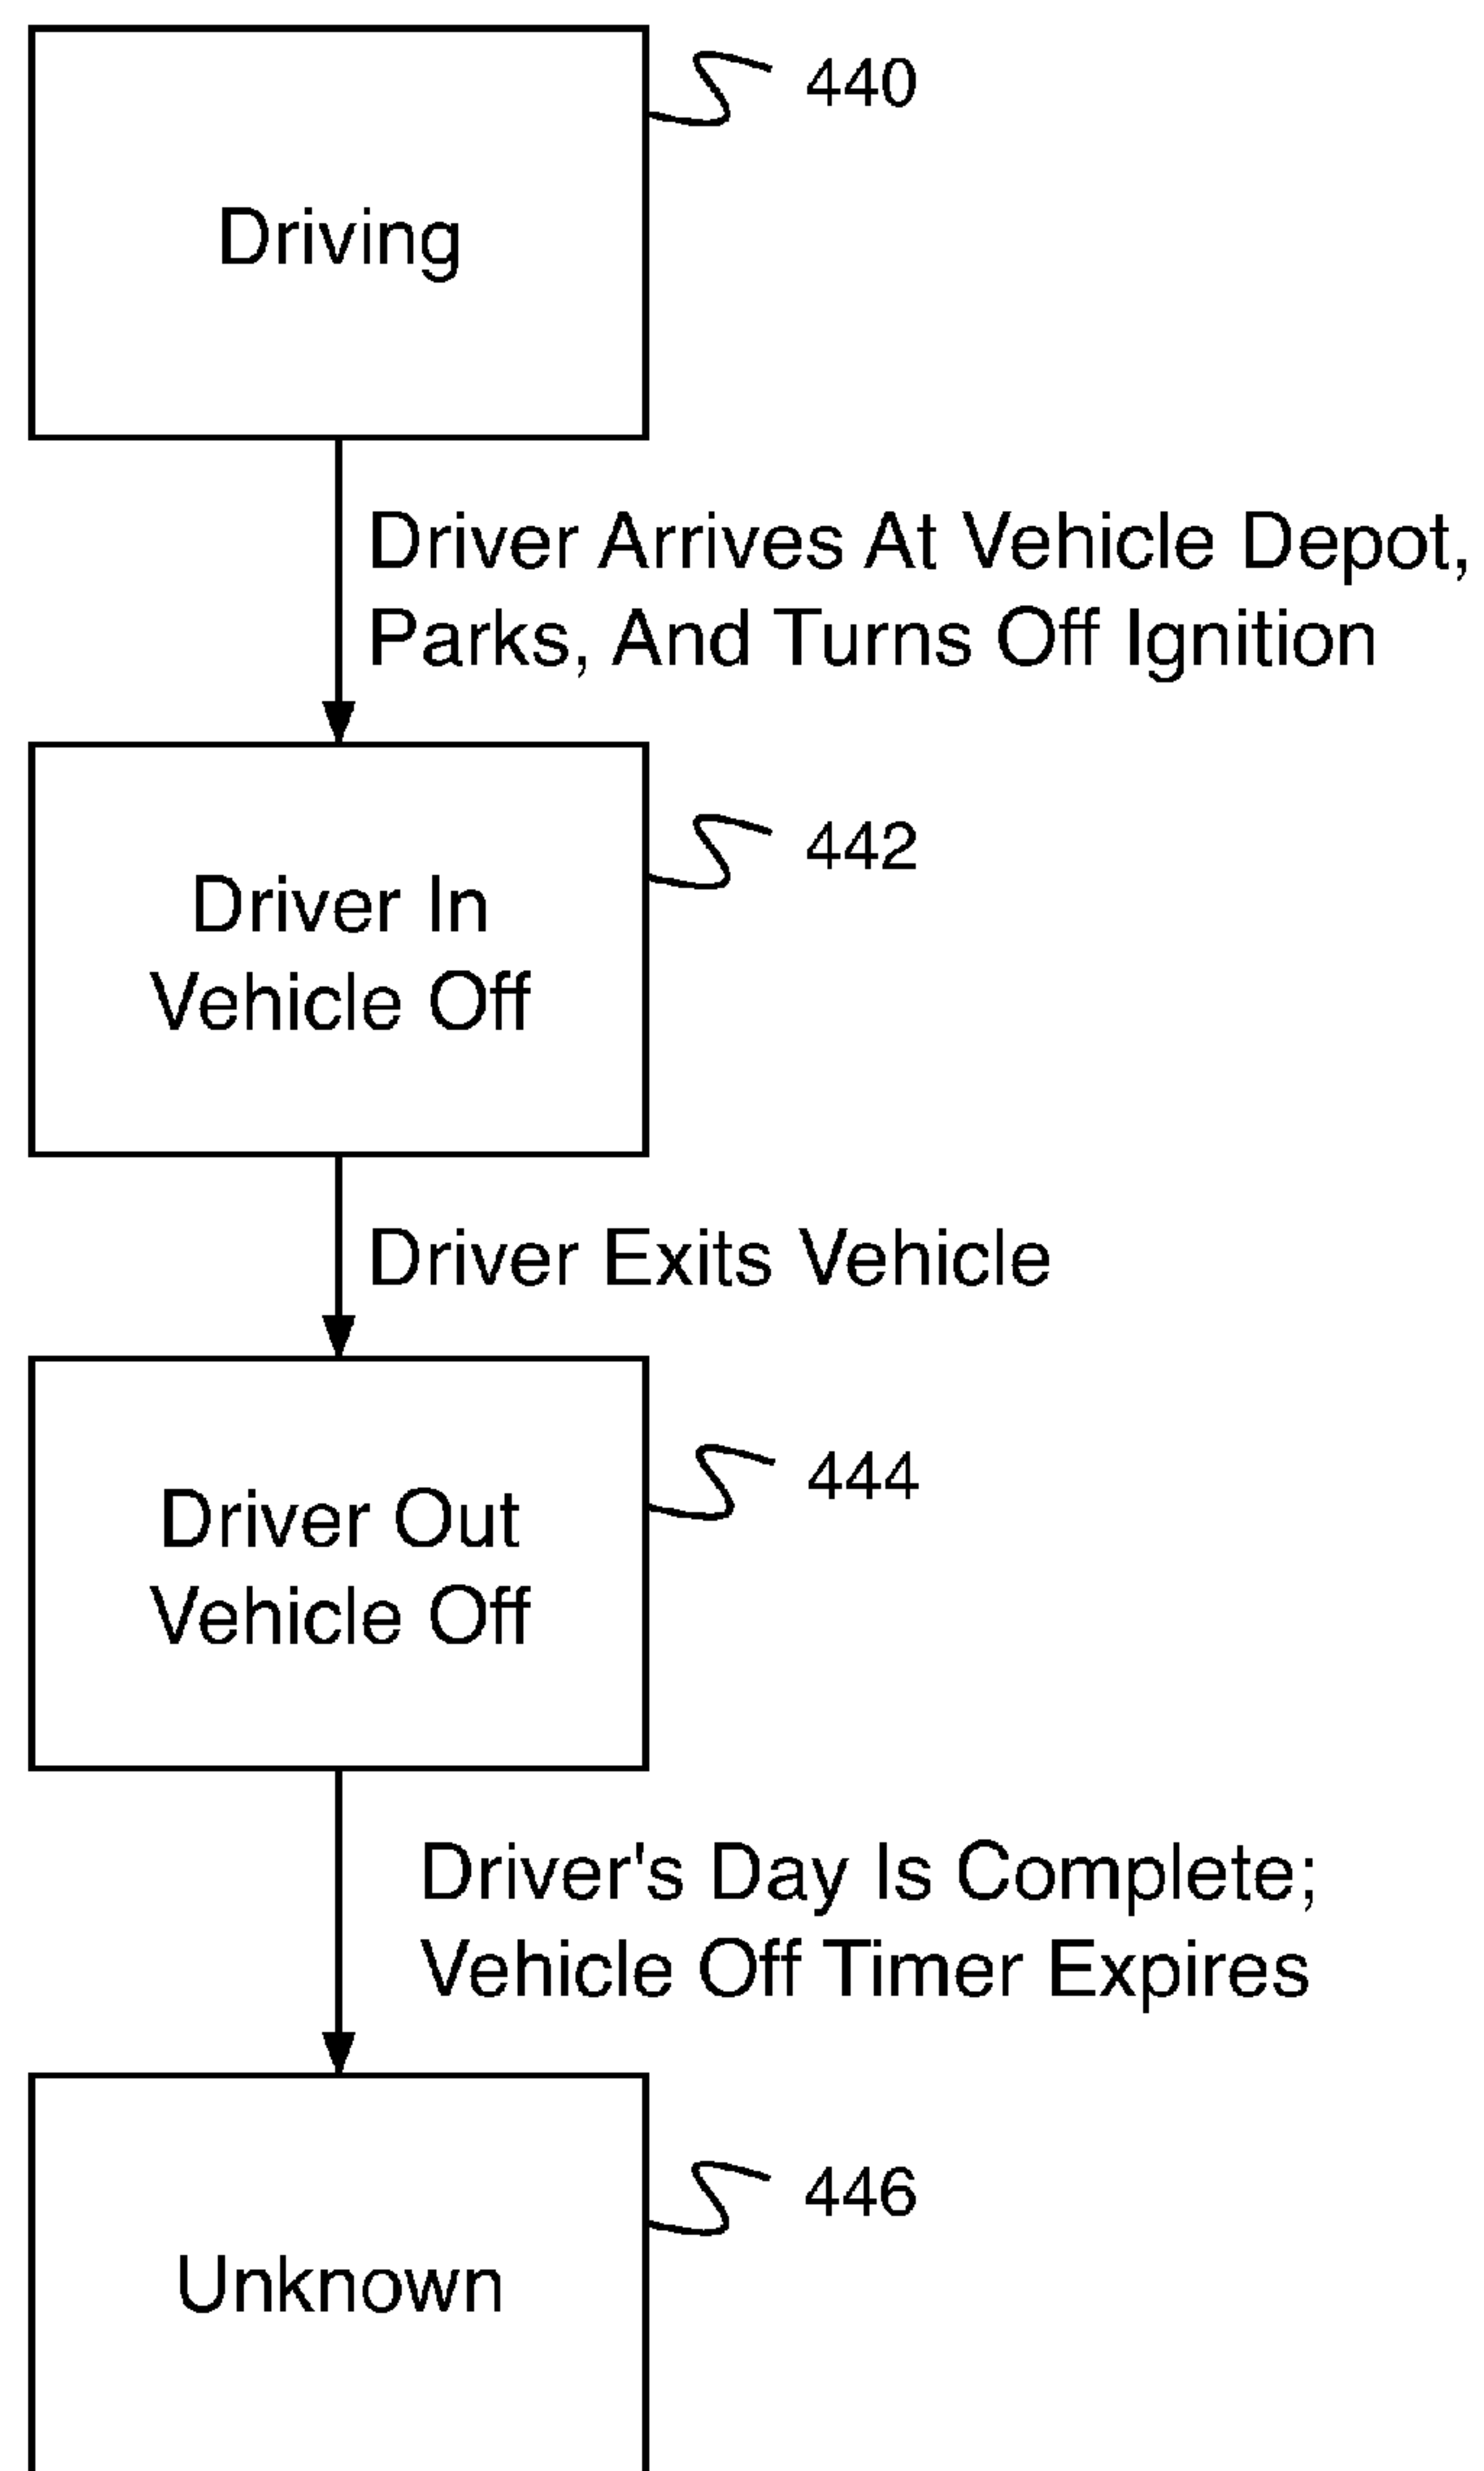 440
Driving
Driver Arrives At Vehicle Depot,
Parks, And Turns Off Ignition
442
Driver In
Vehicle Off
Driver Exits Vehicle
444
Driver Out
Vehicle Off
Driver's Day Is Complete;
Vehicle Off Timer Expires
446
Unknown